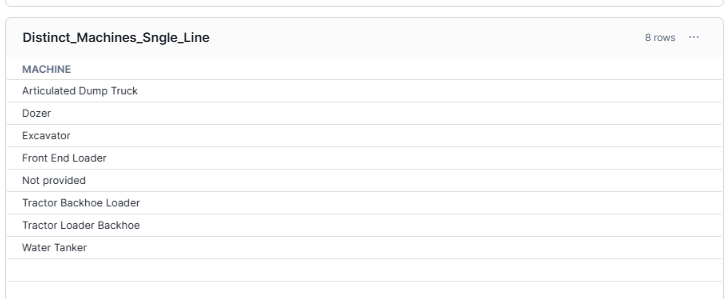 Distinct_Machines_Sngle_Line
8 rows ...
MACHINE
Articulated Dump Truck
Dozer
Excavator
Front End Loader
Not provided
Tractor Backhoe Loader
Tractor Loader Backhoe
Water Tanker